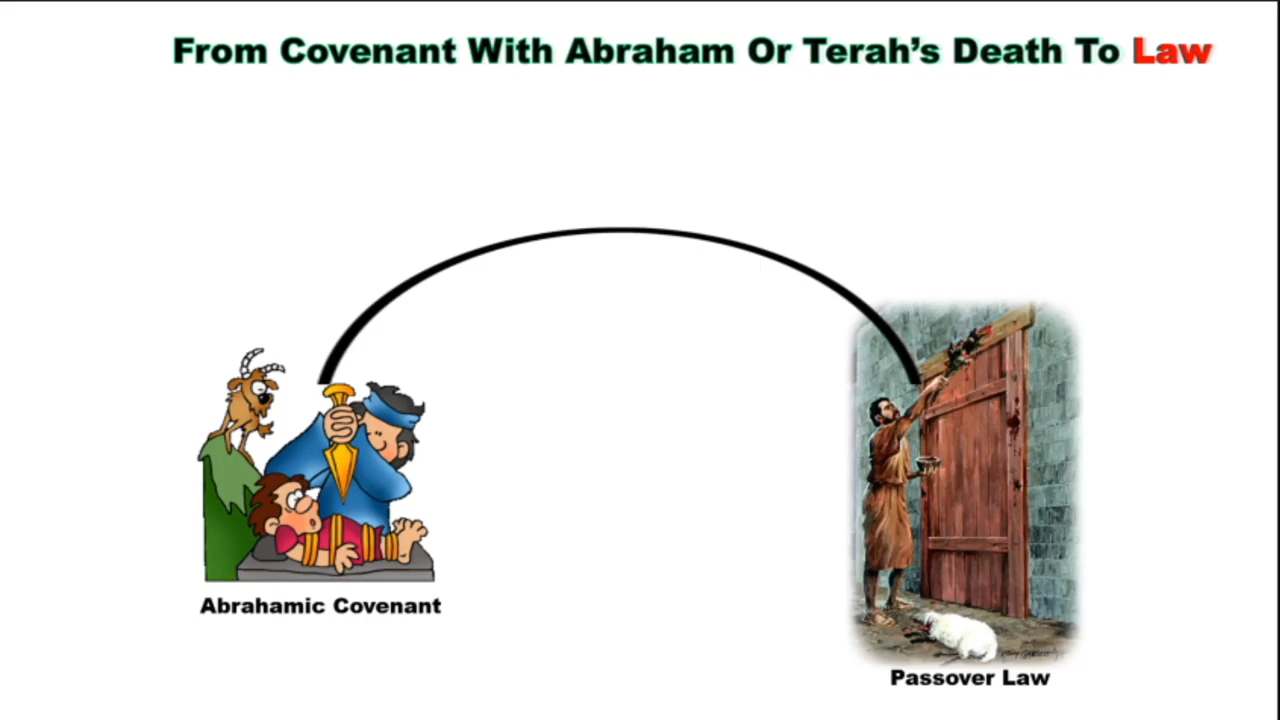 From Covenant With Abraham Or Terah’s Death To Law
Abrahamic Covenant
Passover Law